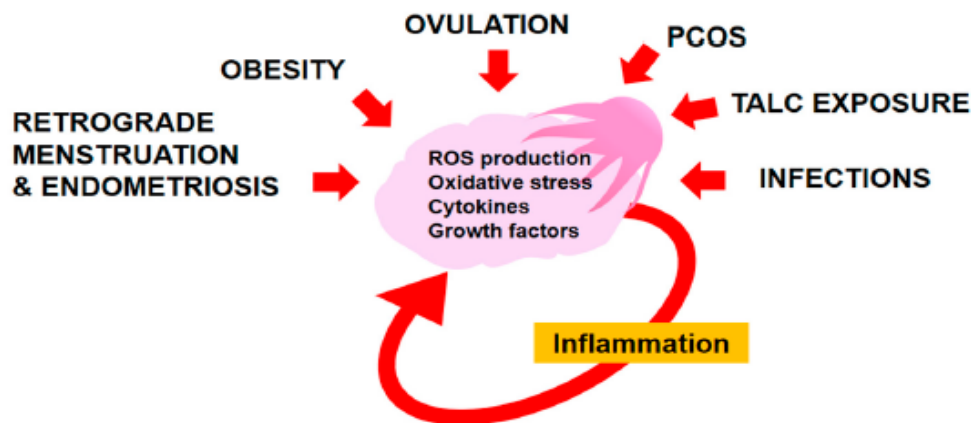 OVULATION
PCOS
OBESITY
TALC EXPOSURE
RETROGRADE
MENSTRUATION
& ENDOMETRIOSIS
INFECTIONS
ROS production
Oxidative stress
Cytokines
Growth factors
Inflammation